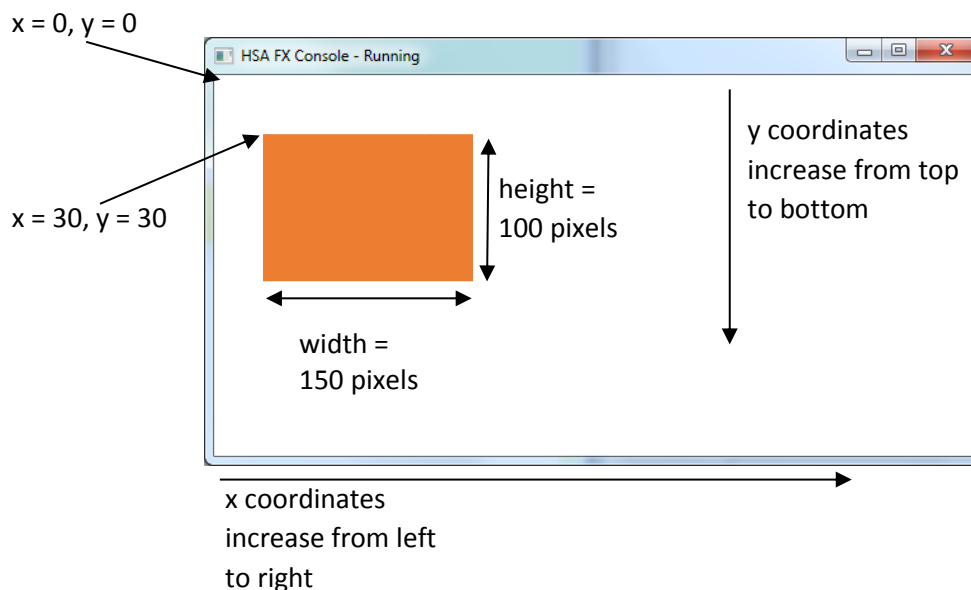 x = 0, y = 0
HSA FX Console - Running
x = 30, y = 30
height =
100 pixels
y coordinates
increase from top
to bottom
width =
150 pixels
x coordinates
increase from left
to right